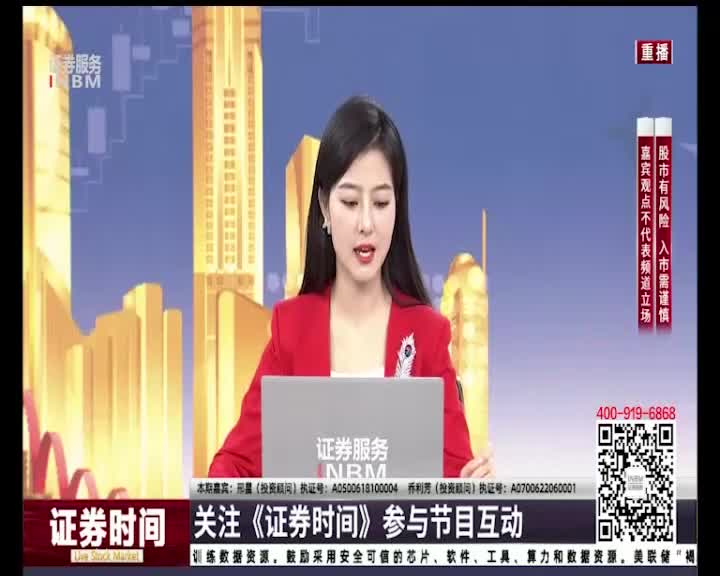 证券服务
INBM
重播
股市有风险 入市需谨慎
嘉宾观点不代表频道立场
400-919-6868
证券服务
INBM
本期嘉宾：邢星（投资顾问）执证号：A0500618100004 乔利芳（投资顾问）执证号：A0700622060001
证券时间
Live Stock Market
关注《证券时间》参与节目互动
训练数据资源。鼓励采用安全可信的芯片、软件、工具、算力和数据资源。美联储“褐